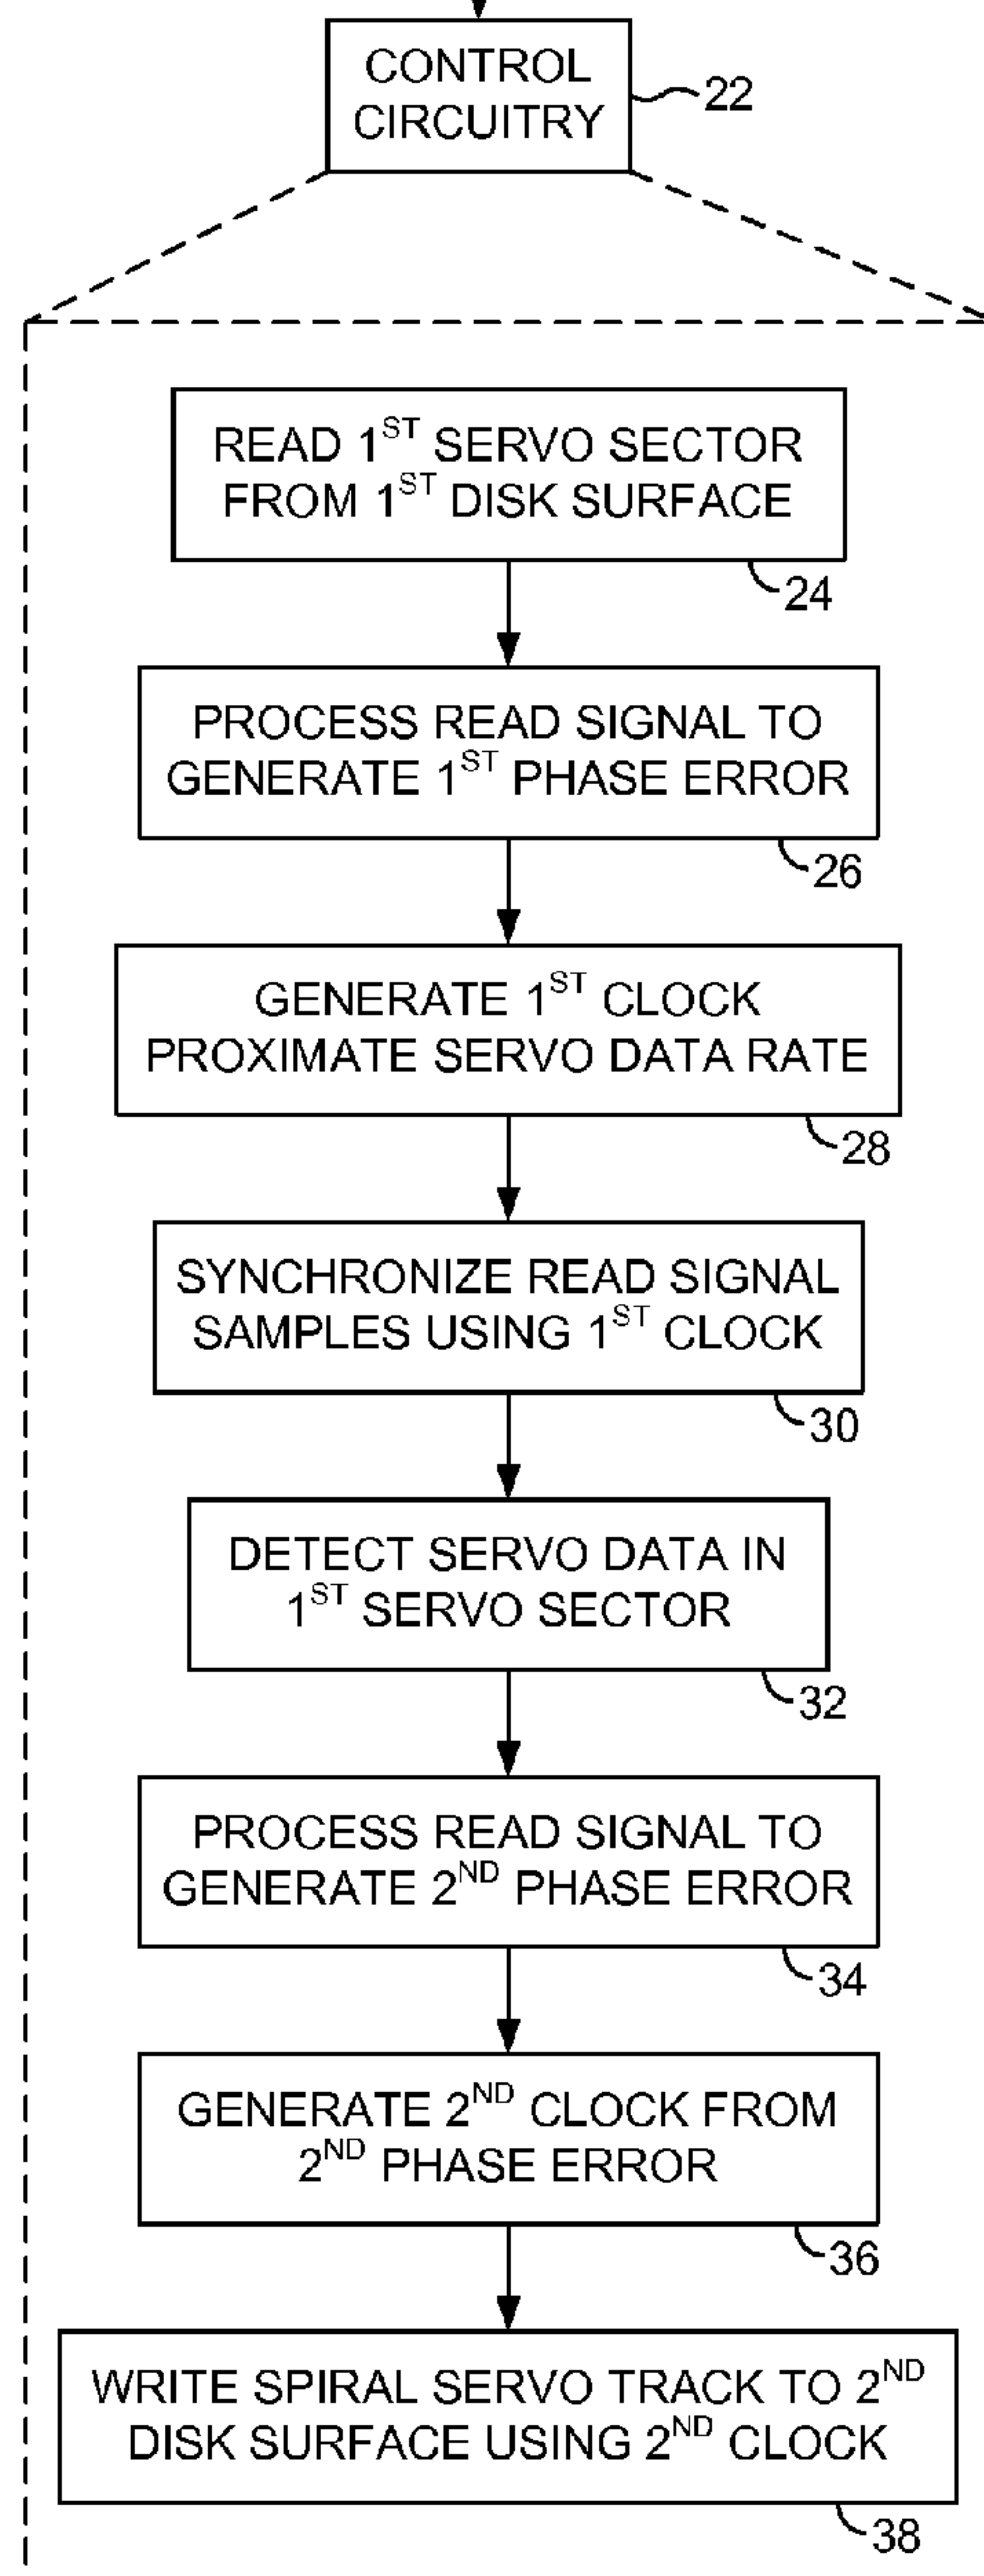 CONTROL
CIRCUITRY
22
READ 1ST SERVO SECTOR
FROM 1ST DISK SURFACE
24
PROCESS READ SIGNAL TO
GENERATE 1ST PHASE ERROR
26
GENERATE 1ST CLOCK
PROXIMATE SERVO DATA RATE
28
SYNCHRONIZE READ SIGNAL
SAMPLES USING 1ST CLOCK
30
DETECT SERVO DATA IN
1ST SERVO SECTOR
32
PROCESS READ SIGNAL TO
GENERATE 2ND PHASE ERROR
34
GENERATE 2ND CLOCK FROM
2ND PHASE ERROR
36
WRITE SPIRAL SERVO TRACK TO 2ND
DISK SURFACE USING 2ND CLOCK
38